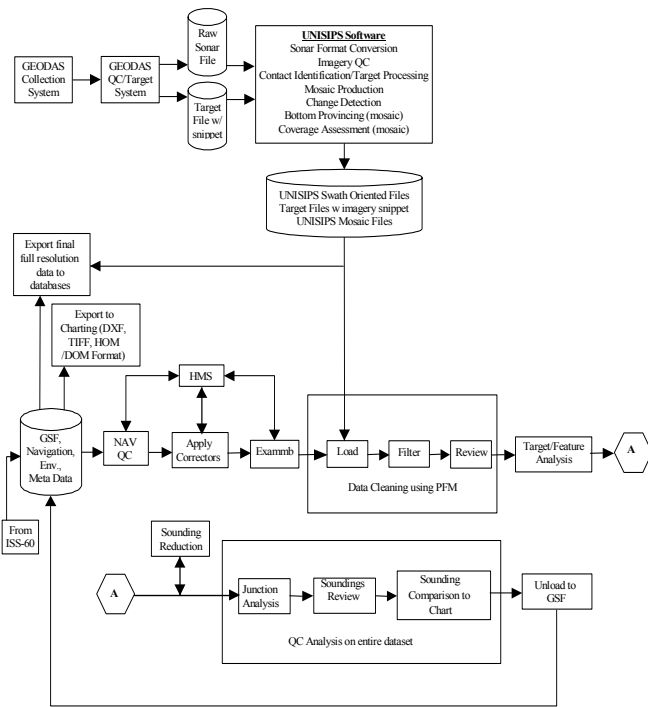 Raw
Sonar
File
GEODAS
Collection
System
GEODAS
QC/Target
System
Target
File w/
snippet
UNISIPS Software
Sonar Format Conversion
Imagery QC
Contact Identification/Target Processing
Mosaic Production
Change Detection
Bottom Provincing (mosaic)
Coverage Assessment (mosaic)
UNISIPS Swath Oriented Files
Target Files w imagery snippet
UNISIPS Mosaic Files
Export final
full resolution
data to
databases
Export to
Charting (DXF,
TIFF, HOM
/DOM Format)
HMS
GSF,
Navigation,
Env.,
Meta Data
NAV
QC
Apply
Correctors
Exammb
Load
Filter
Review
Data Cleaning using PFM
Target/Feature
Analysis
A
From
ISS-60
Sounding
Reduction
A
Junction
Analysis
Soundings
Review
Sounding
Comparison to
Chart
QC Analysis on entire dataset
Unload to
GSF